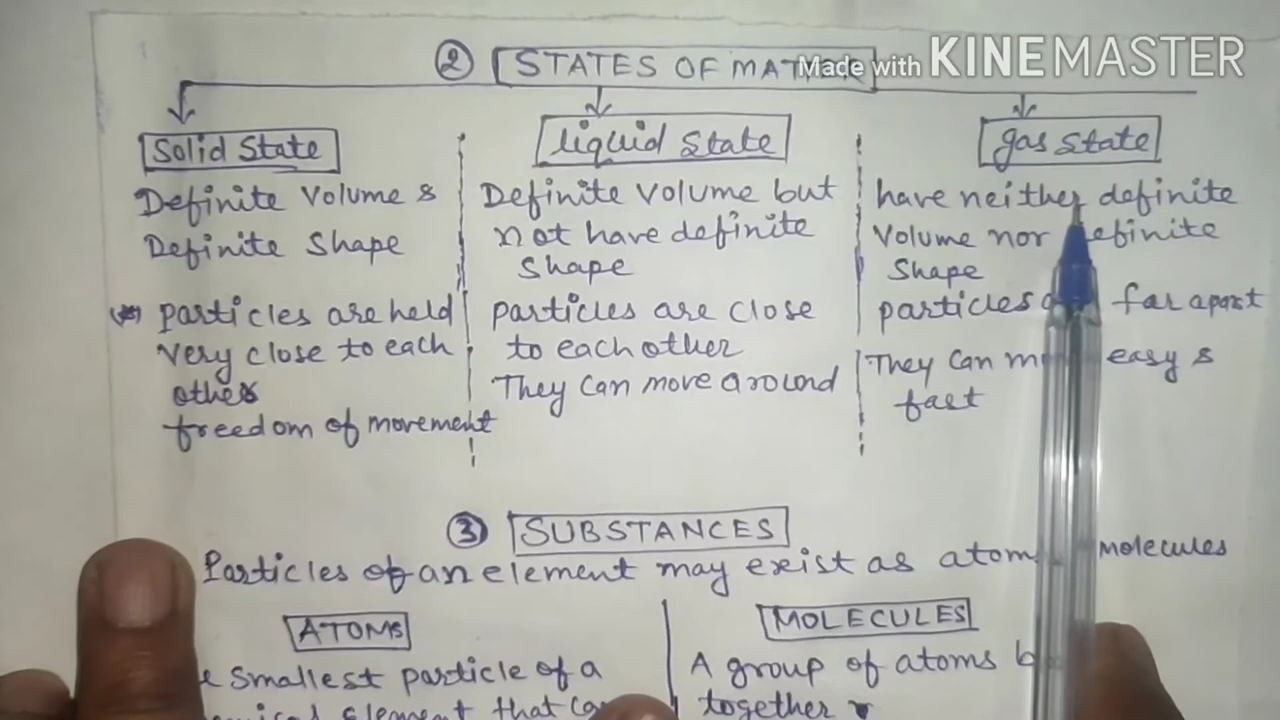 ② STATES OF MAT
Made with KINEMASTER
Solid State
Definite Volume &
Definite Shape
particles are held
very close to each
other
freedom of movement
liquid State
Definite volume but
not have definite
Shape
particles are close
to each other
They can move around
gas state
have neither definite
Volume nor efinite
Shape
particles far apart
They can easy &
fast
③ SUBSTANCES
Particles of an element may exist as atom molecules
ATOMS
Smallest particle of a
element that
MOLECULES
A group of atoms
together